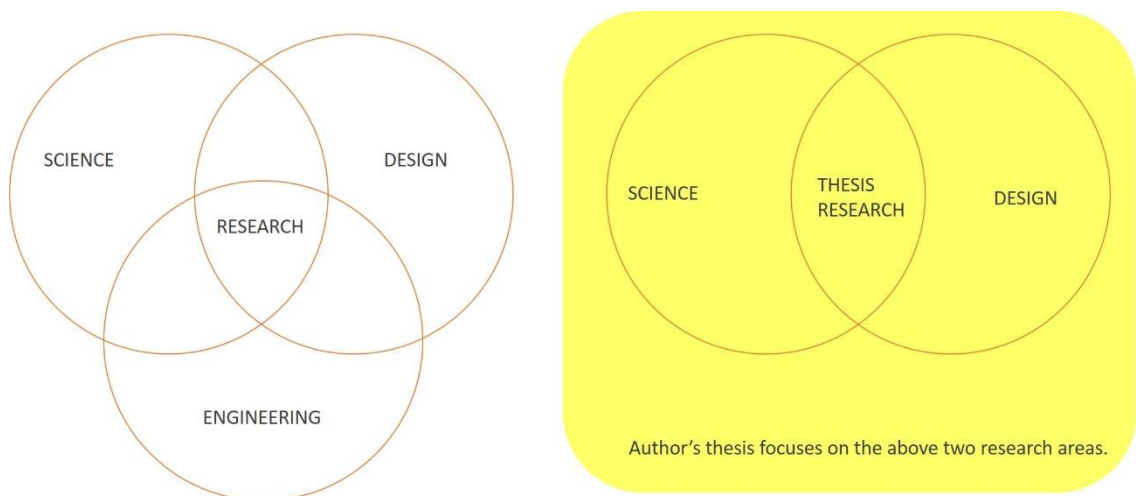 SCIENCE
DESIGN
RESEARCH
ENGINEERING
SCIENCE
THESIS
RESEARCH
DESIGN
Author's thesis focuses on the above two research areas.